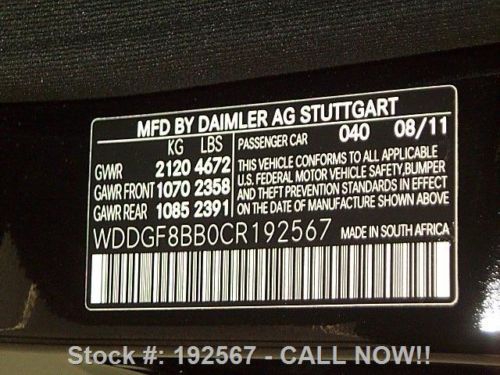 MFD BY DAIMLER AG STUTTGART
KG LBS
GVWR 2120 4672
GAWR FRONT 1070 2358
GAWR REAR 1085 2391
PASSENGER CAR 040 08/11
THIS VEHICLE CONFORMS TO ALL APPLICABLE
U.S. FEDERAL MOTOR VEHICLE SAFETY, BUMPER
AND THEFT PREVENTION STANDARDS IN EFFECT
ON THE DATE OF MANUFACTURE SHOWN ABOVE
WDDGF8BB0CR192567 MADE IN SOUTH AFRICA
Stock #: 192567 - CALL NOW!!